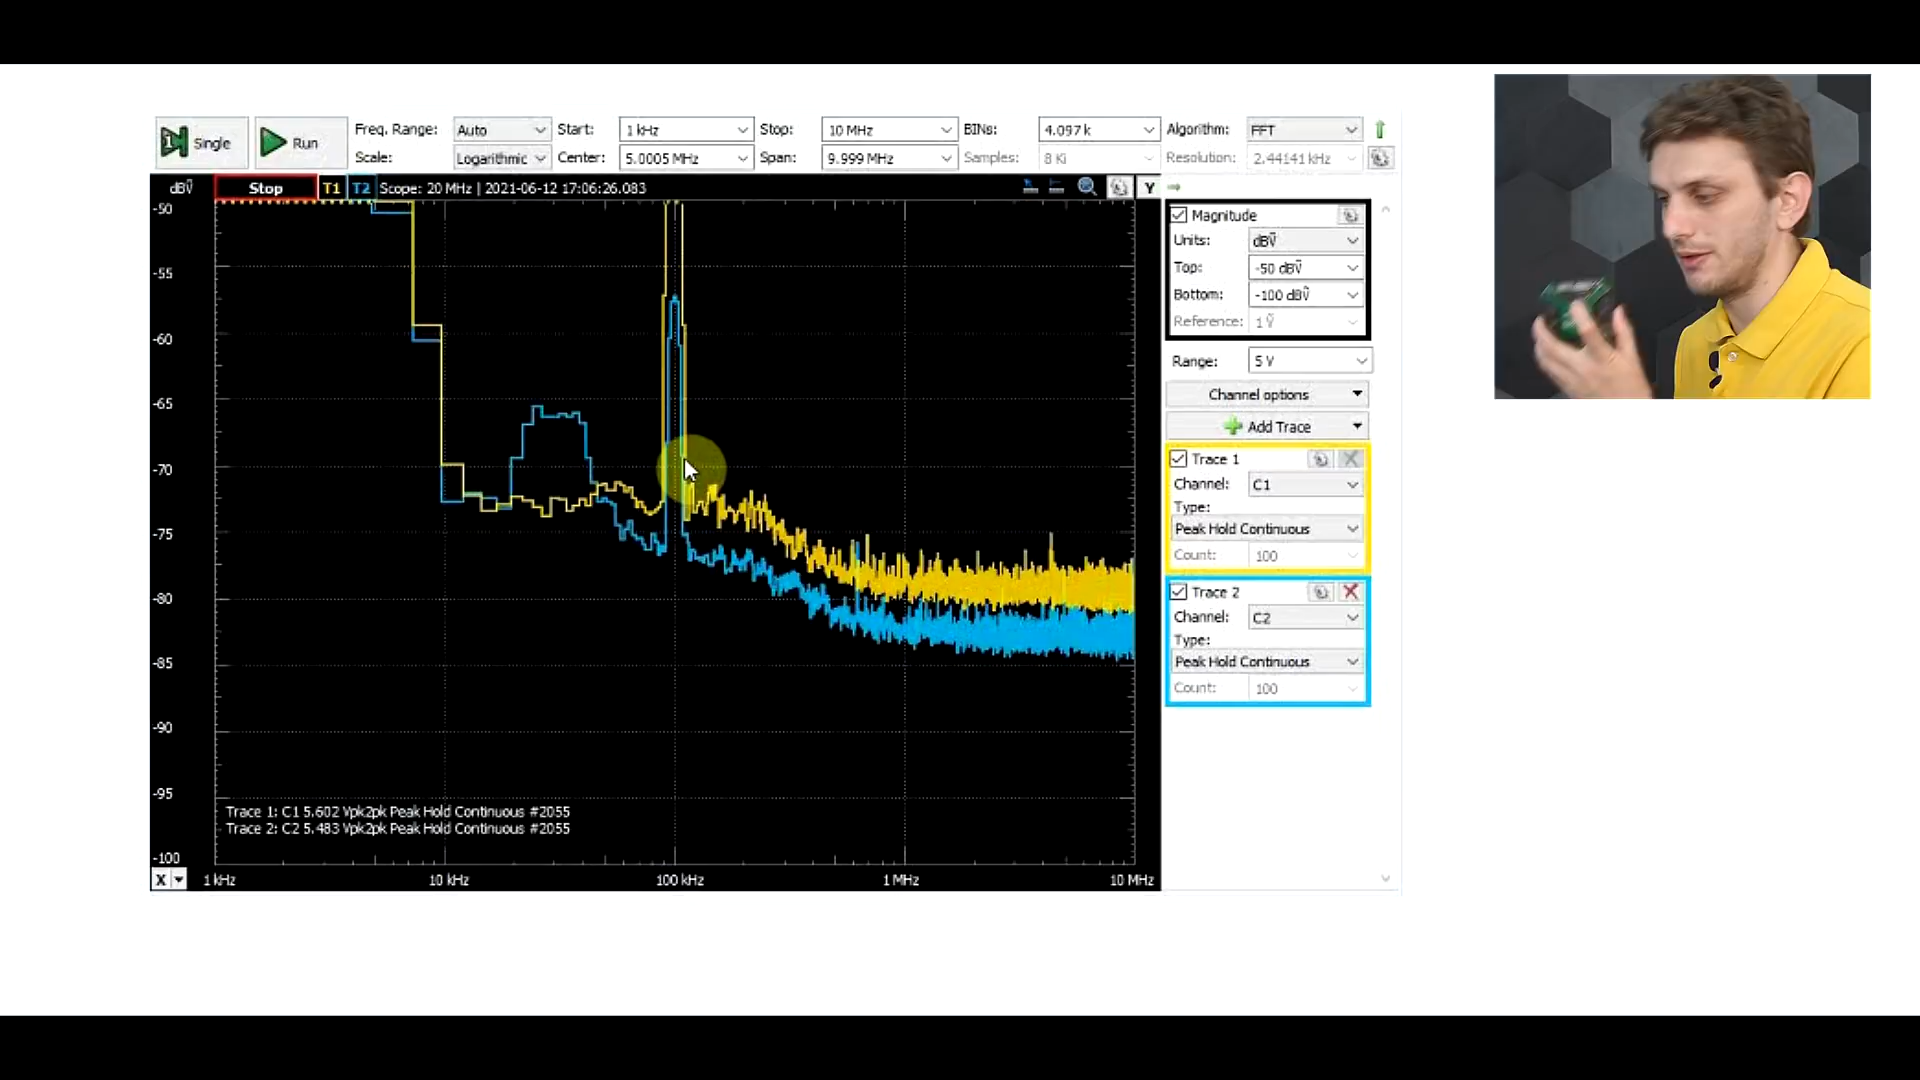 Single
Run
Freq. Range: Auto Start: 1 kHz Stop: 10 MHz BINs: 4.097 k Algorithm: FFT
Scale: Logarithmic Center: 5.0005 MHz Span: 9.999 MHz Samples: 8 Ki Resolution: 2.44141 kHz
dBṼ Stop T1 T2 Scope: 20 MHz | 2021-06-12 17:06:26.083 Y
-50
-55
-60
-65
-70
-75
-80
-85
-90
-95
-100
Trace 1: C1 5.602 Vpk2pk Peak Hold Continuous #2055
Trace 2: C2 5.483 Vpk2pk Peak Hold Continuous #2055
X 1 kHz 10 kHz 100 kHz 1 MHz 10 MHz
Magnitude
Units: dBṼ
Top: -50 dBṼ
Bottom: -100 dBṼ
Reference: 1 Ṽ
Range: 5 V
Channel options
Add Trace
Trace 1
Channel: C1
Type:
Peak Hold Continuous
Count: 100
Trace 2
Channel: C2
Type:
Peak Hold Continuous
Count: 100